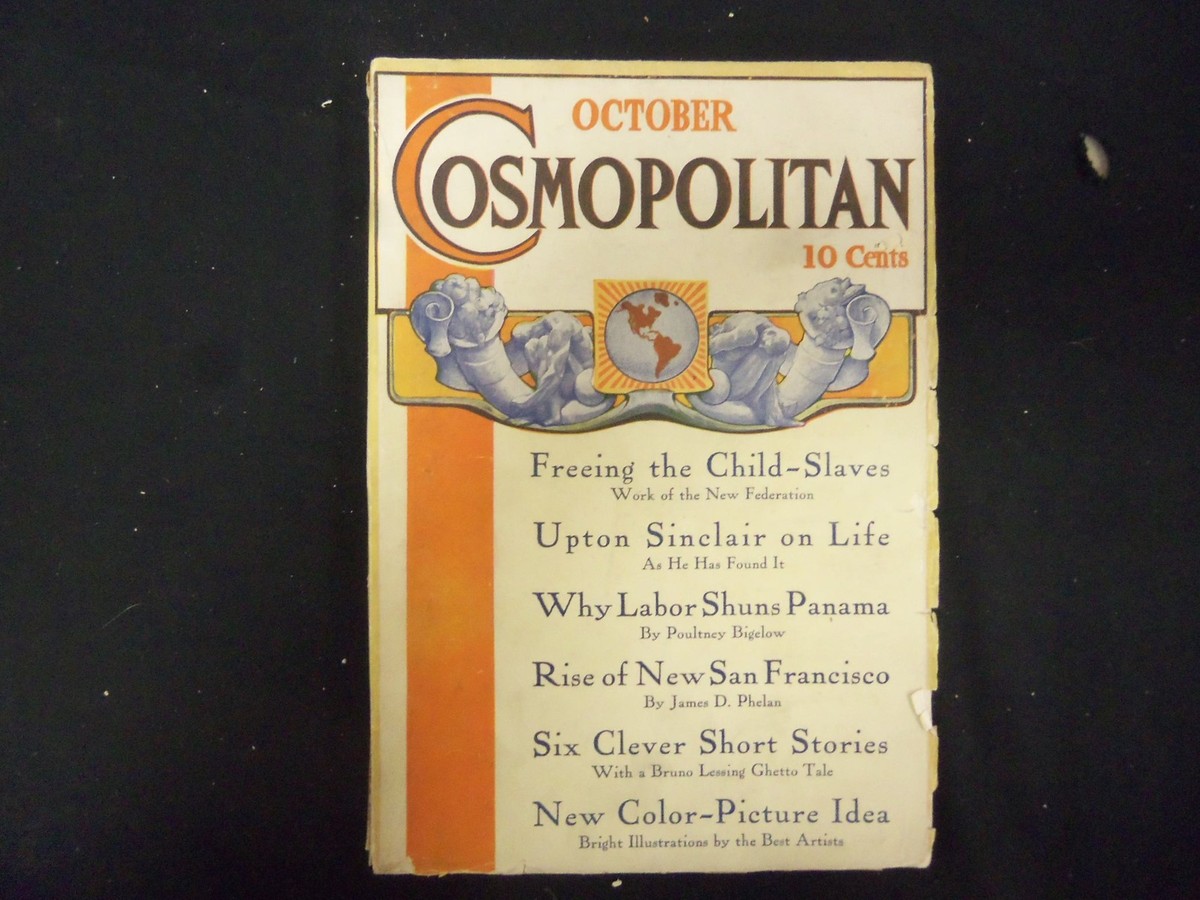 OCTOBER
COSMOPOLITAN
10 Cents
Freeing the Child-Slaves
Work of the New Federation
Upton Sinclair on Life
As He Has Found It
Why Labor Shuns Panama
By Poultney Bigelow
Rise of New San Francisco
By James D. Phelan
Six Clever Short Stories
With a Bruno Lessing Ghetto Tale
New Color-Picture Idea
Bright Illustrations by the Best Artists